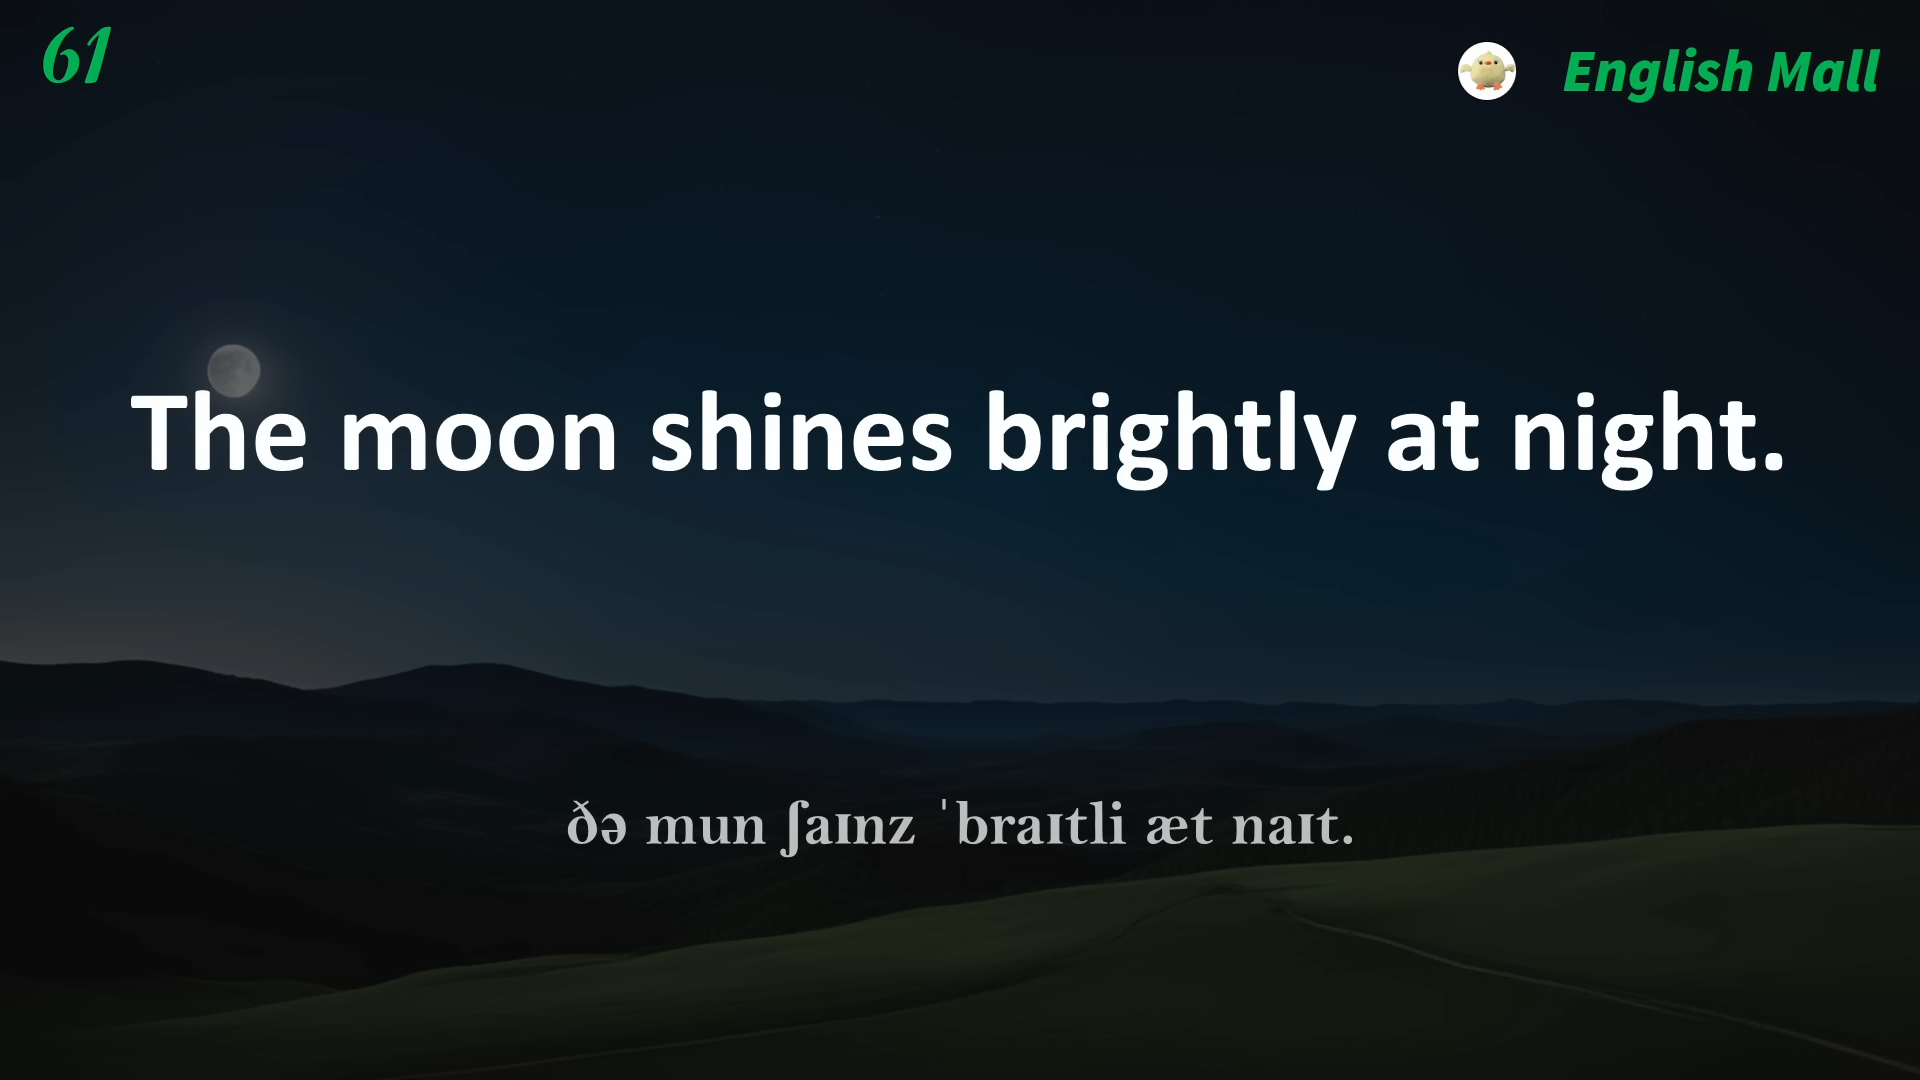 61
English Mall
The moon shines brightly at night.
ðə mun ʃaɪnz ˈbraɪtli æt naɪt.